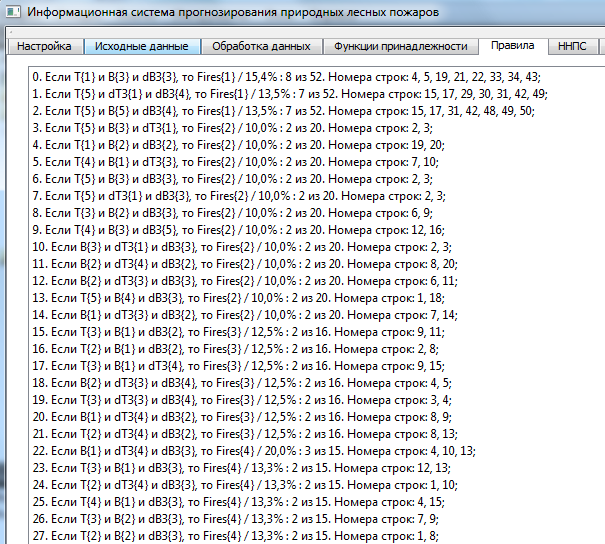 Информационная система прогнозирования природных лесных пожаров
Настройка Исходные данные Обработка данных Функции принадлежности Правила ННПС
0. Если T{1} и B{3} и dB3{3}, то Fires{1} / 15,4% : 8 из 52. Номера строк: 4, 5, 19, 21, 22, 33, 34, 43;
1. Если T{5} и dT3{1} и dB3{4}, то Fires{1} / 13,5% : 7 из 52. Номера строк: 15, 17, 29, 30, 31, 42, 49;
2. Если T{5} и B{5} и dB3{4}, то Fires{1} / 13,5% : 7 из 52. Номера строк: 15, 17, 31, 42, 48, 49, 50;
3. Если T{5} и B{3} и dT3{1}, то Fires{2} / 10,0% : 2 из 20. Номера строк: 2, 3;
4. Если T{1} и B{2} и dB3{2}, то Fires{2} / 10,0% : 2 из 20. Номера строк: 19, 20;
5. Если T{4} и B{1} и dT3{3}, то Fires{2} / 10,0% : 2 из 20. Номера строк: 7, 10;
6. Если T{5} и B{3} и dB3{3}, то Fires{2} / 10,0% : 2 из 20. Номера строк: 2, 3;
7. Если T{5} и dT3{1} и dB3{3}, то Fires{2} / 10,0% : 2 из 20. Номера строк: 2, 3;
8. Если T{3} и B{2} и dB3{3}, то Fires{2} / 10,0% : 2 из 20. Номера строк: 6, 9;
9. Если T{4} и B{3} и dB3{5}, то Fires{2} / 10,0% : 2 из 20. Номера строк: 12, 16;
10. Если B{3} и dT3{1} и dB3{3}, то Fires{2} / 10,0% : 2 из 20. Номера строк: 2, 3;
11. Если B{2} и dT3{4} и dB3{2}, то Fires{2} / 10,0% : 2 из 20. Номера строк: 8, 20;
12. Если B{2} и dT3{3} и dB3{3}, то Fires{2} / 10,0% : 2 из 20. Номера строк: 6, 11;
13. Если T{5} и B{4} и dB3{3}, то Fires{2} / 10,0% : 2 из 20. Номера строк: 1, 18;
14. Если B{1} и dT3{3} и dB3{2}, то Fires{2} / 10,0% : 2 из 20. Номера строк: 7, 14;
15. Если T{3} и B{1} и dB3{3}, то Fires{3} / 12,5% : 2 из 16. Номера строк: 9, 11;
16. Если T{2} и B{1} и dB3{2}, то Fires{3} / 12,5% : 2 из 16. Номера строк: 2, 8;
17. Если T{3} и B{1} и dT3{4}, то Fires{3} / 12,5% : 2 из 16. Номера строк: 9, 15;
18. Если B{2} и dT3{3} и dB3{4}, то Fires{3} / 12,5% : 2 из 16. Номера строк: 4, 5;
19. Если T{3} и dT3{3} и dB3{4}, то Fires{3} / 12,5% : 2 из 16. Номера строк: 3, 4;
20. Если B{1} и dT3{4} и dB3{2}, то Fires{3} / 12,5% : 2 из 16. Номера строк: 8, 9;
21. Если T{2} и dT3{4} и dB3{2}, то Fires{3} / 12,5% : 2 из 16. Номера строк: 8, 13;
22. Если B{1} и dT3{4} и dB3{3}, то Fires{4} / 20,0% : 3 из 15. Номера строк: 4, 10, 13;
23. Если T{3} и B{1} и dB3{3}, то Fires{4} / 13,3% : 2 из 15. Номера строк: 12, 13;
24. Если T{2} и dT3{4} и dB3{3}, то Fires{4} / 13,3% : 2 из 15. Номера строк: 1, 10;
25. Если T{4} и B{1} и dB3{3}, то Fires{4} / 13,3% : 2 из 15. Номера строк: 4, 15;
26. Если T{3} и B{2} и dB3{3}, то Fires{4} / 13,3% : 2 из 15. Номера строк: 7, 9;
27. Если T{2} и B{2} и dB3{3}, то Fires{4} / 13,3% : 2 из 15. Номера строк: 1, 8;